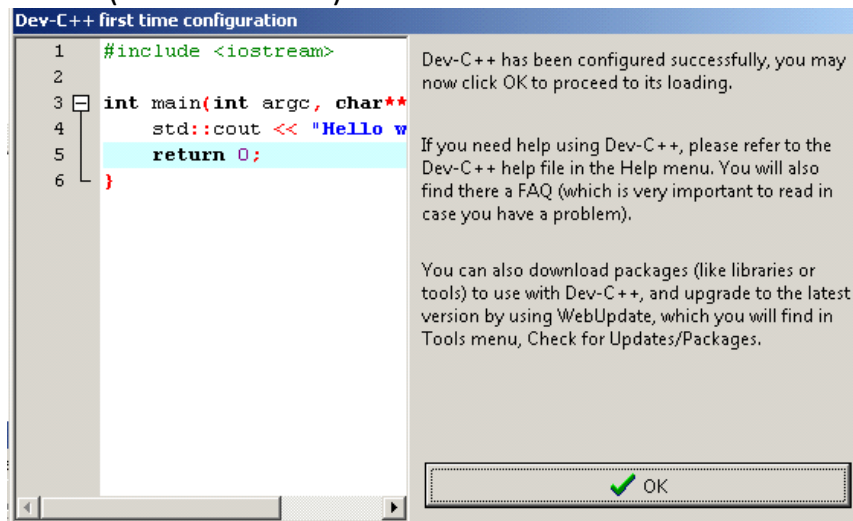 Dev-C++ first time configuration
1 #include <iostream>
2
3 int main(int argc, char**
4 std::cout << "Hello w
5 return 0;
6 }
Dev-C++ has been configured successfully, you may
now click OK to proceed to its loading.
If you need help using Dev-C++, please refer to the
Dev-C++ help file in the Help menu. You will also
find there a FAQ (which is very important to read in
case you have a problem).
You can also download packages (like libraries or
tools) to use with Dev-C++, and upgrade to the latest
version by using WebUpdate, which you will find in
Tools menu, Check for Updates/Packages.
OK